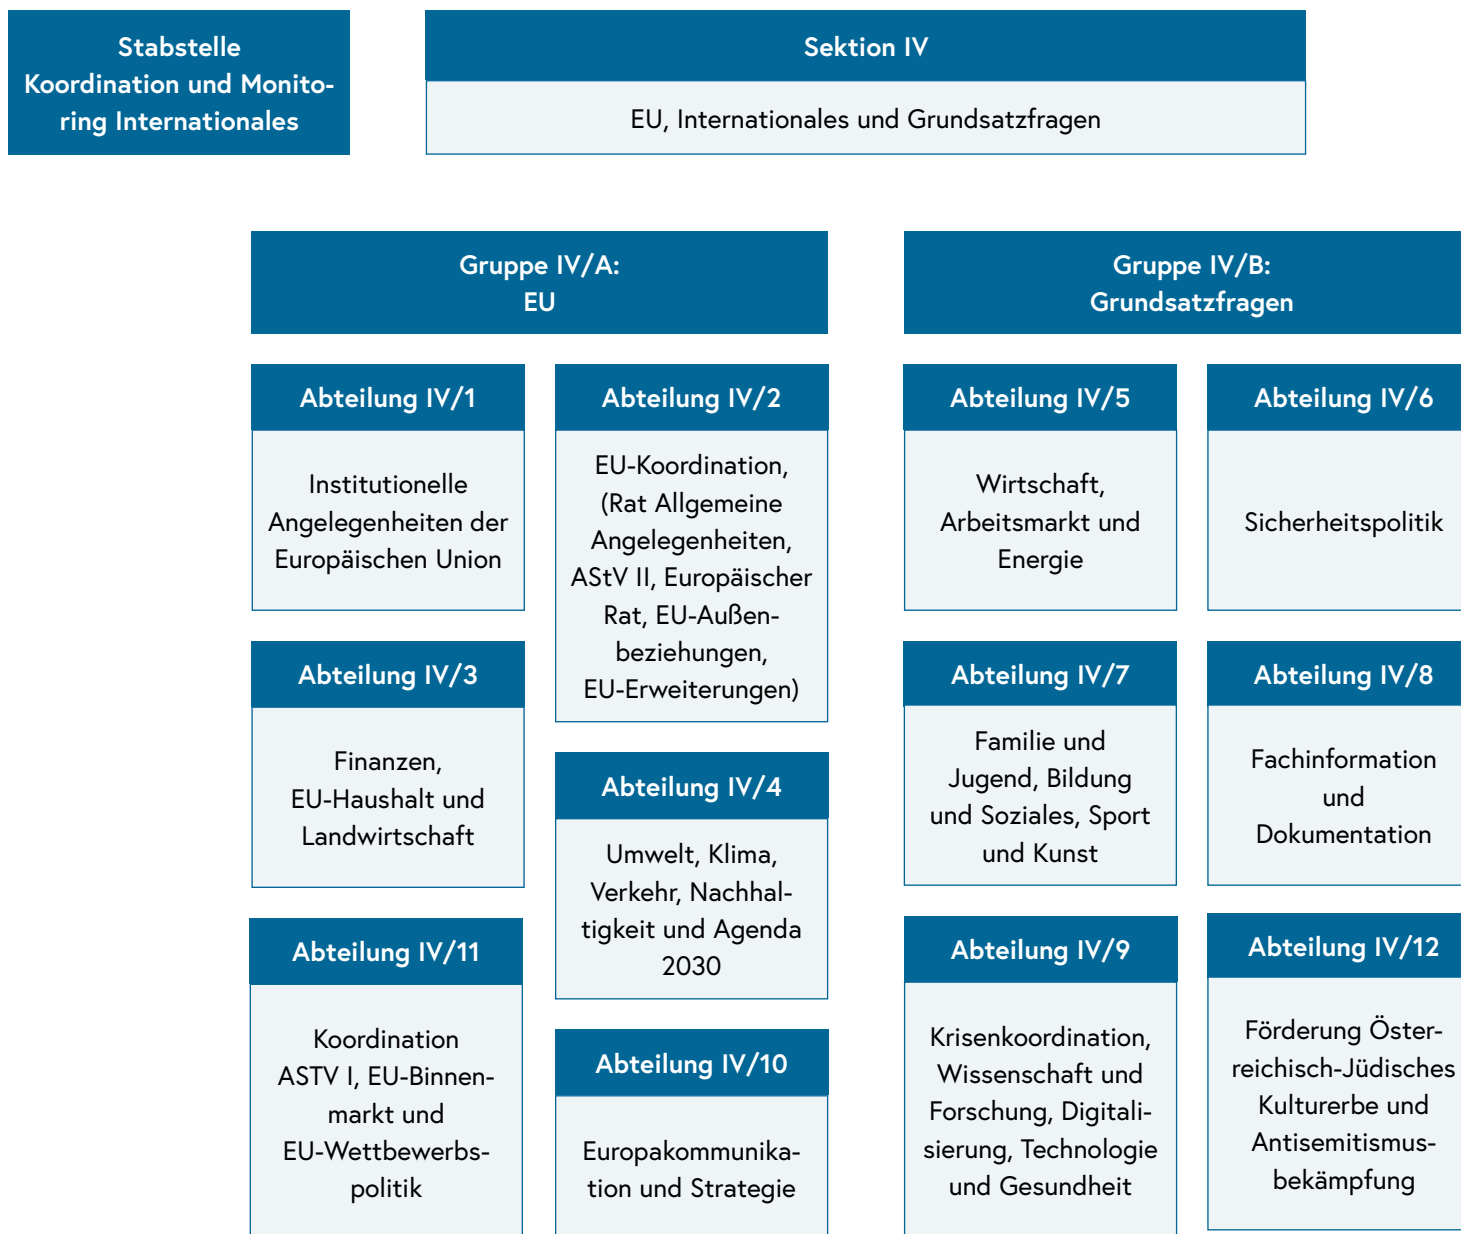 Stabstelle
Koordination und Monito-
ring Internationales
Sektion IV
EU, Internationales und Grundsatzfragen
Gruppe IV/A:
EU
Abteilung IV/1
Institutionelle
Angelegenheiten der
Europäischen Union
Abteilung IV/2
EU-Koordination,
(Rat Allgemeine
Angelegenheiten,
AStV II, Europäischer
Rat, EU-Außen-
beziehungen,
EU-Erweiterungen)
Abteilung IV/3
Finanzen,
EU-Haushalt und
Landwirtschaft
Abteilung IV/4
Umwelt, Klima,
Verkehr, Nachhal-
tigkeit und Agenda
2030
Abteilung IV/11
Koordination
ASTV I, EU-Binnen-
markt und
EU-Wettbewerbs-
politik
Abteilung IV/10
Europakommunika-
tion und Strategie
Gruppe IV/B:
Grundsatzfragen
Abteilung IV/5
Wirtschaft,
Arbeitsmarkt und
Energie
Abteilung IV/6
Sicherheitspolitik
Abteilung IV/7
Familie und
Jugend, Bildung
und Soziales, Sport
und Kunst
Abteilung IV/8
Fachinformation
und
Dokumentation
Abteilung IV/9
Krisenkoordination,
Wissenschaft und
Forschung, Digitali-
sierung, Technologie
und Gesundheit
Abteilung IV/12
Förderung Öster-
reichisch-Jüdisches
Kulturerbe und
Antisemitismus-
bekämpfung